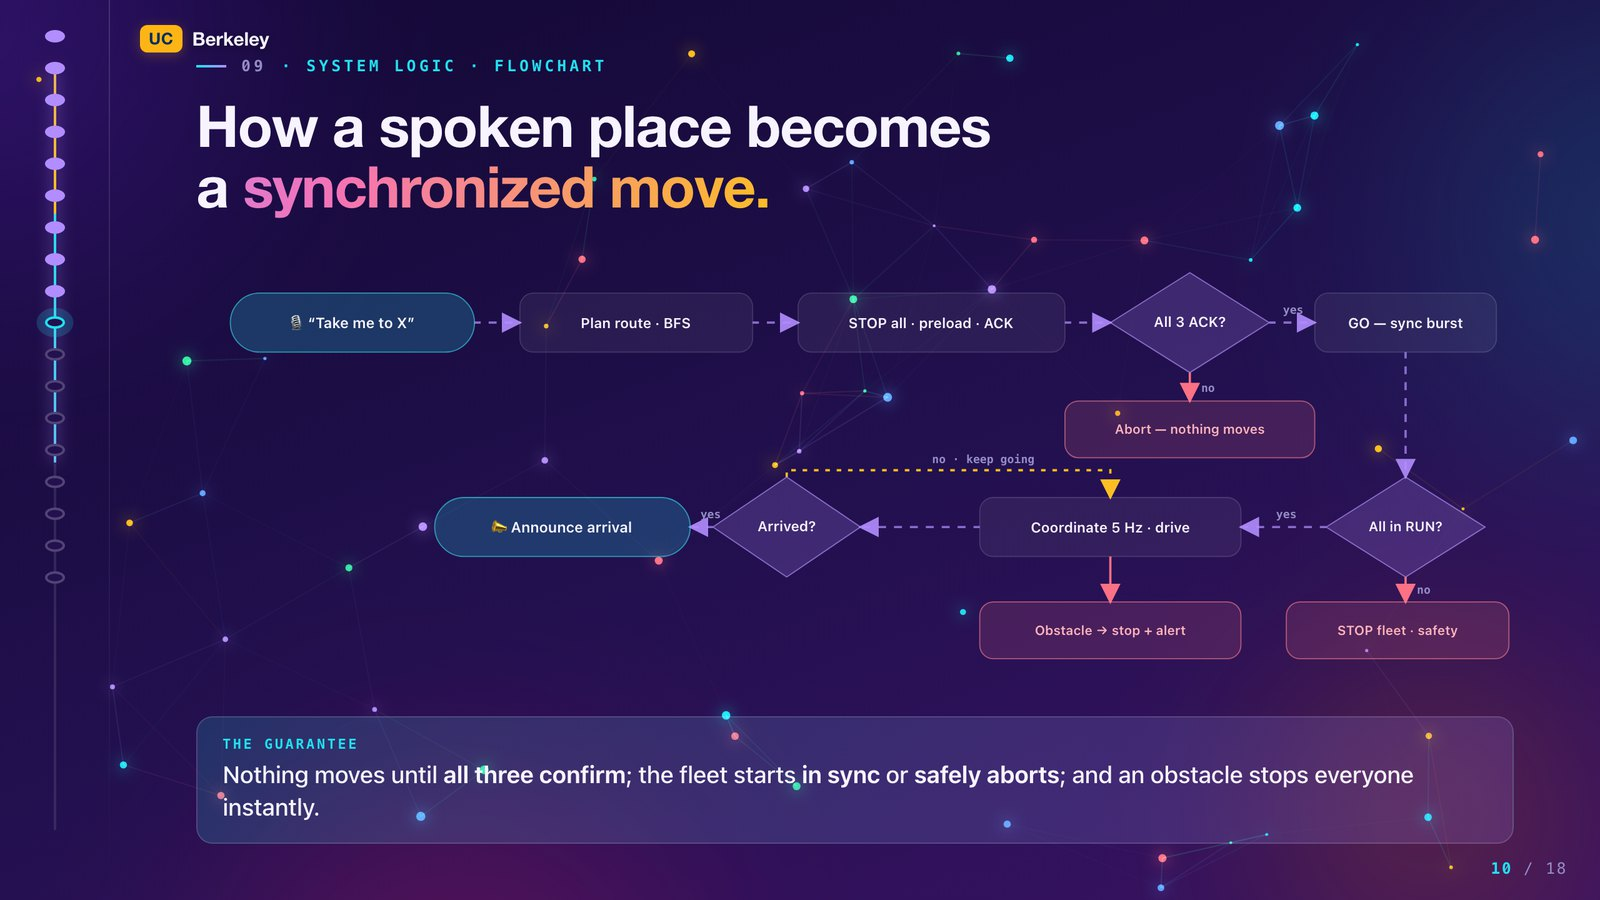 UC Berkeley
09 · SYSTEM LOGIC · FLOWCHART
How a spoken place becomes
a synchronized move.
“Take me to X”
Plan route · BFS
STOP all · preload · ACK
All 3 ACK?
yes
GO — sync burst
no
Abort — nothing moves
no · keep going
Announce arrival
yes
Arrived?
Coordinate 5 Hz · drive
yes
All in RUN?
no
Obstacle → stop + alert
STOP fleet · safety
THE GUARANTEE
Nothing moves until all three confirm; the fleet starts in sync or safely aborts; and an obstacle stops everyone
instantly.
10 / 18